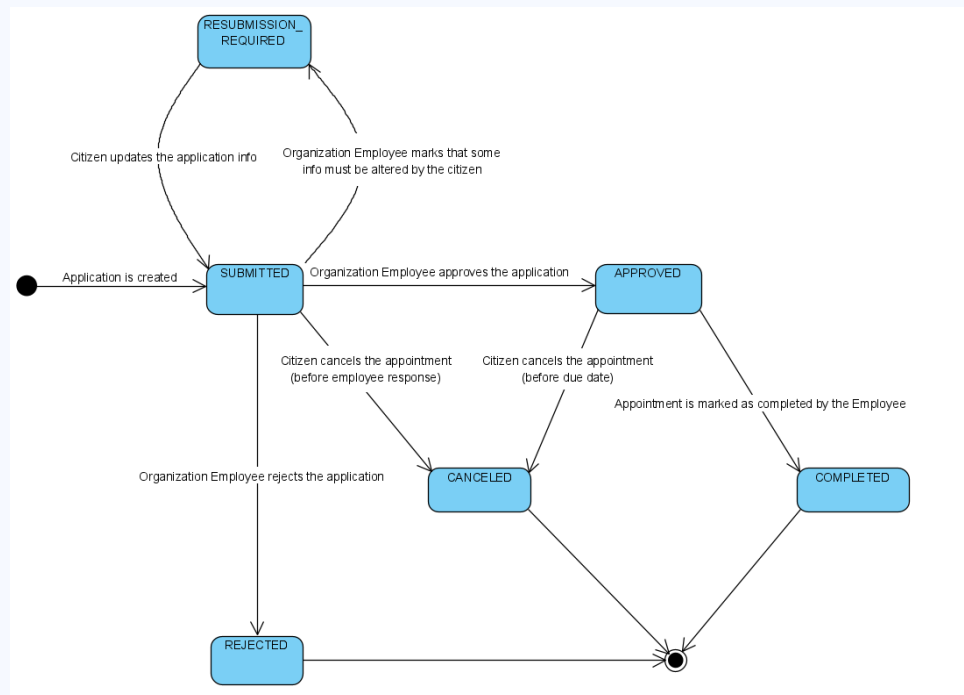 RESUBMISSION_
REQUIRED
Citizen updates the application info
Organization Employee marks that some
info must be altered by the citizen
Application is created
SUBMITTED
Organization Employee approves the application
APPROVED
Citizen cancels the appointment
(before employee response)
Citizen cancels the appointment
(before due date)
Appointment is marked as completed by the Employee
Organization Employee rejects the application
CANCELED
COMPLETED
REJECTED